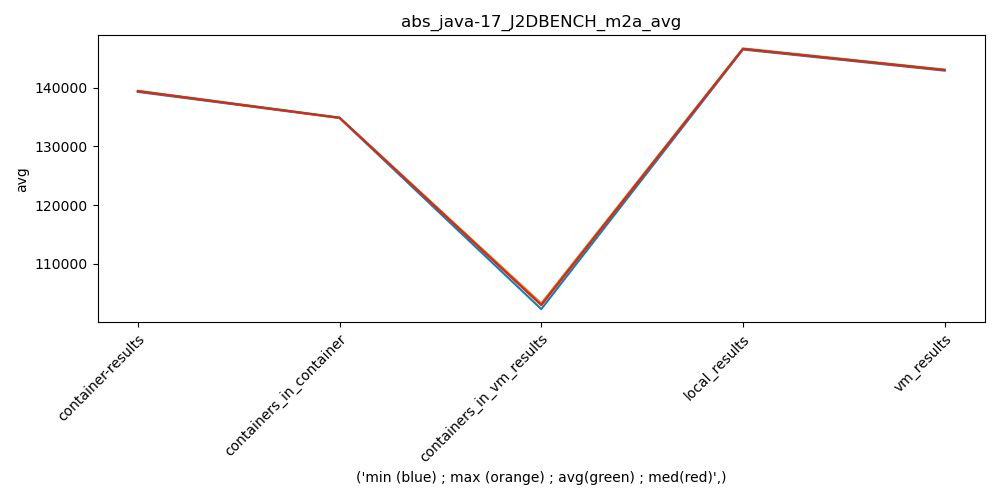 abs_java-17_J2DBENCH_m2a_avg
avg
140000
130000
120000
110000
container-results
containers_in_container
containers_in_vm_results
local_results
vm_results
('min (blue) ; max (orange) ; avg(green) ; med(red)',)